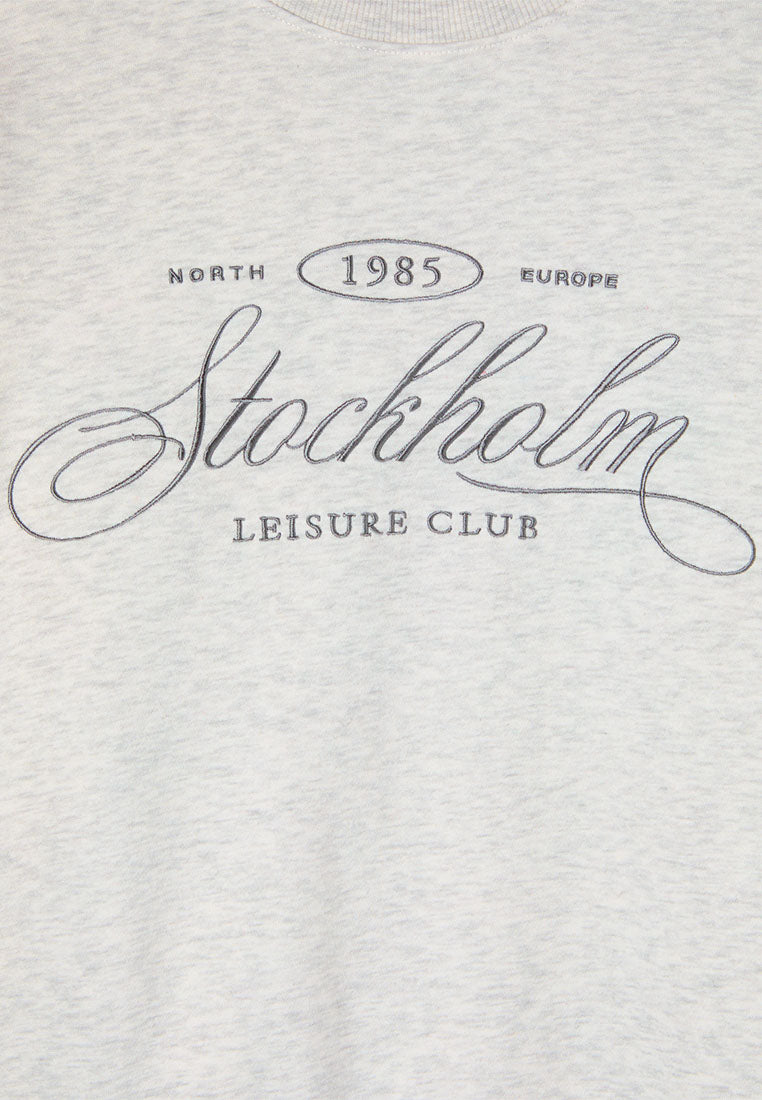 NORTH 1985 EUROPE
Stockholm
LEISURE CLUB